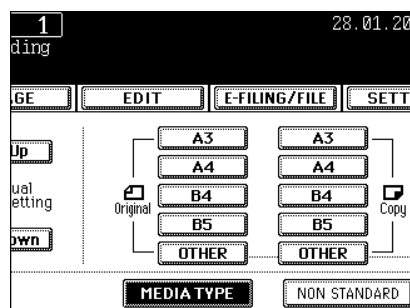 1 28.01.20
ding
GE EDIT E-FILING/FILE SETT
A3 A3
Up
A4 A4
ual
etting
Original B4 B4 Copy
B5 B5
own
OTHER OTHER
MEDIA TYPE NON STANDARD